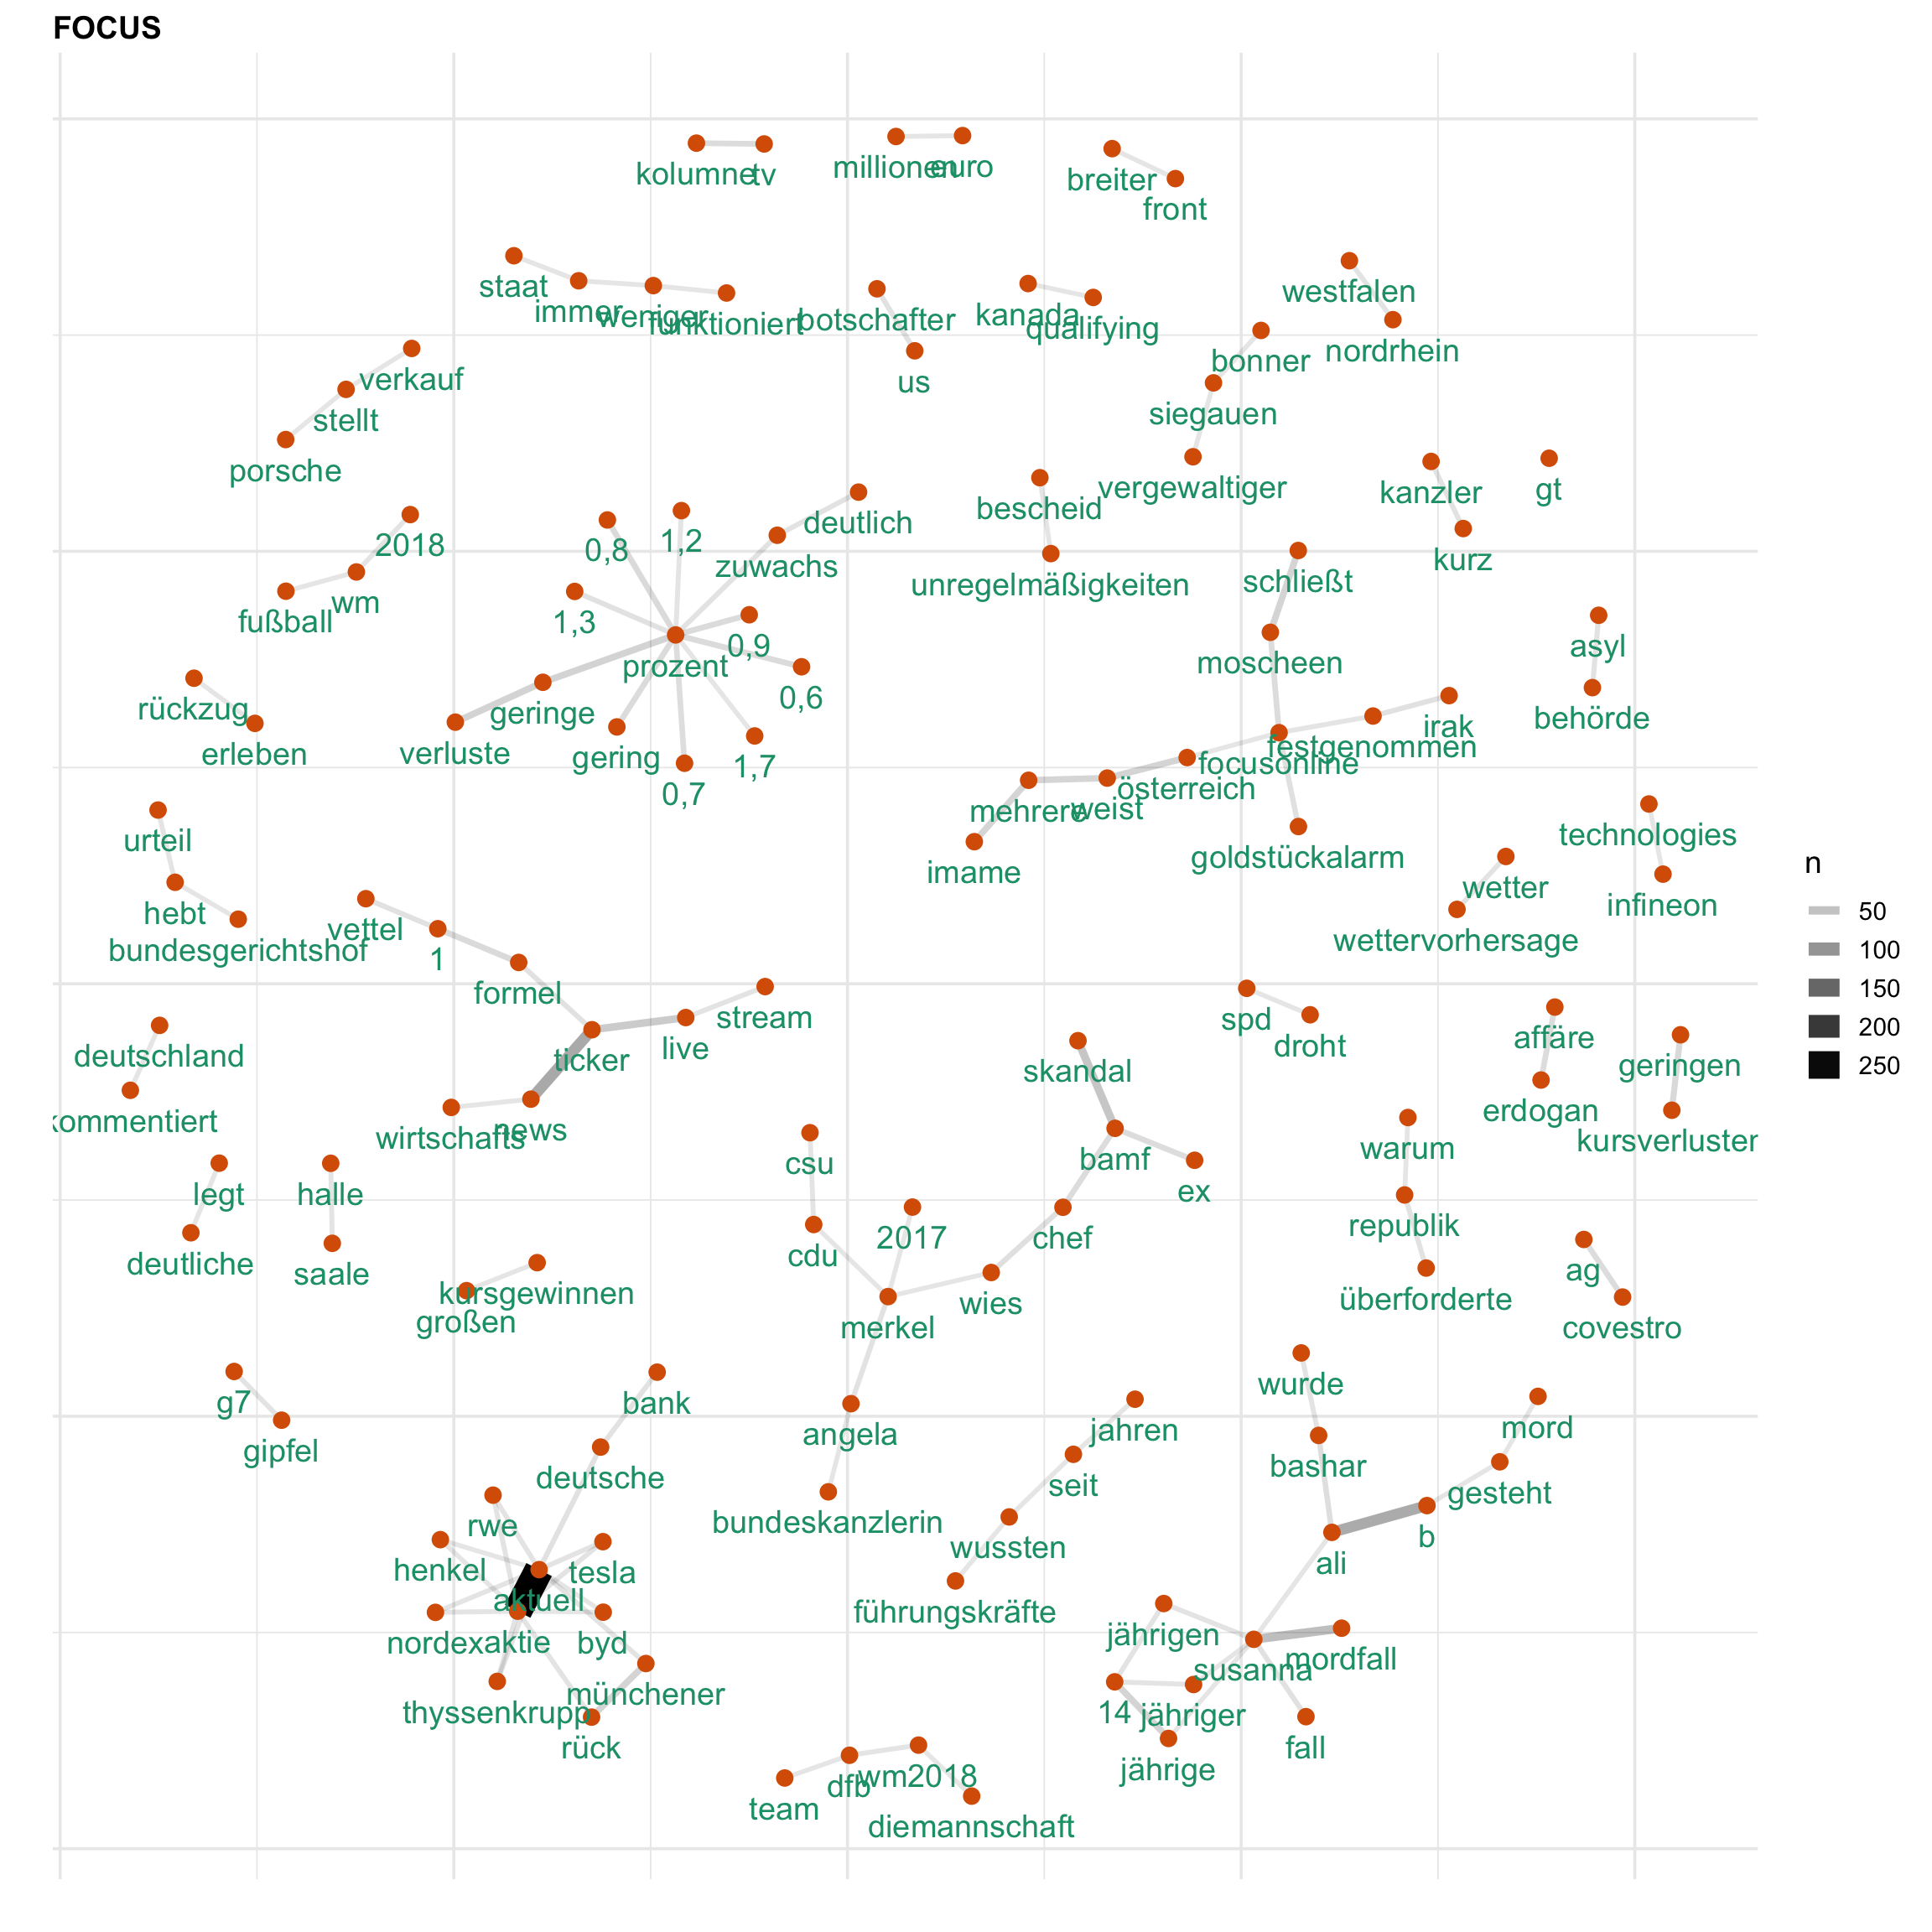 FOCUS
kolumne
tv
millionen
euro
breiter
front
staat
immer
weniger
funktioniert
botschafter
us
kanada
qualifying
westfalen
nordrhein
bonner
siegauen
vergewaltiger
verkauf
stellt
porsche
kanzler
kurz
gt
bescheid
unregelmäßigkeiten
2018
wm
fußball
0,8
1,2
deutlich
zuwachs
1,3
0,9
prozent
0,6
geringe
verluste
gering
0,7
1,7
schließt
moscheen
asyl
behörde
rückzug
erleben
irak
festgenommen
focusonline
österreich
weist
mehrere
imame
goldstückalarm
technologies
infineon
wetter
wettervorhersage
urteil
hebt
bundesgerichtshof
vettel
1
formel
stream
live
ticker
news
wirtschafts
deutschland
kommentiert
spd
droht
skandal
bamf
ex
chef
wies
affäre
erdogan
geringen
kursverlusten
warum
republik
überforderte
legt
deutliche
halle
saale
csu
cdu
2017
merkel
angela
bundeskanzlerin
kursgewinnen
großen
ag
covestro
g7
gipfel
bank
deutsche
rwe
henkel
tesla
aktuell
nordex
aktie
byd
münchener
thyssenkrupp
rück
jahren
seit
wussten
führungskräfte
wurde
bashar
mord
gesteht
b
ali
jährigen
susanna
mordfall
14
jähriger
jährige
fall
team
dfb
wm2018
diemannschaft
n
50
100
150
200
250